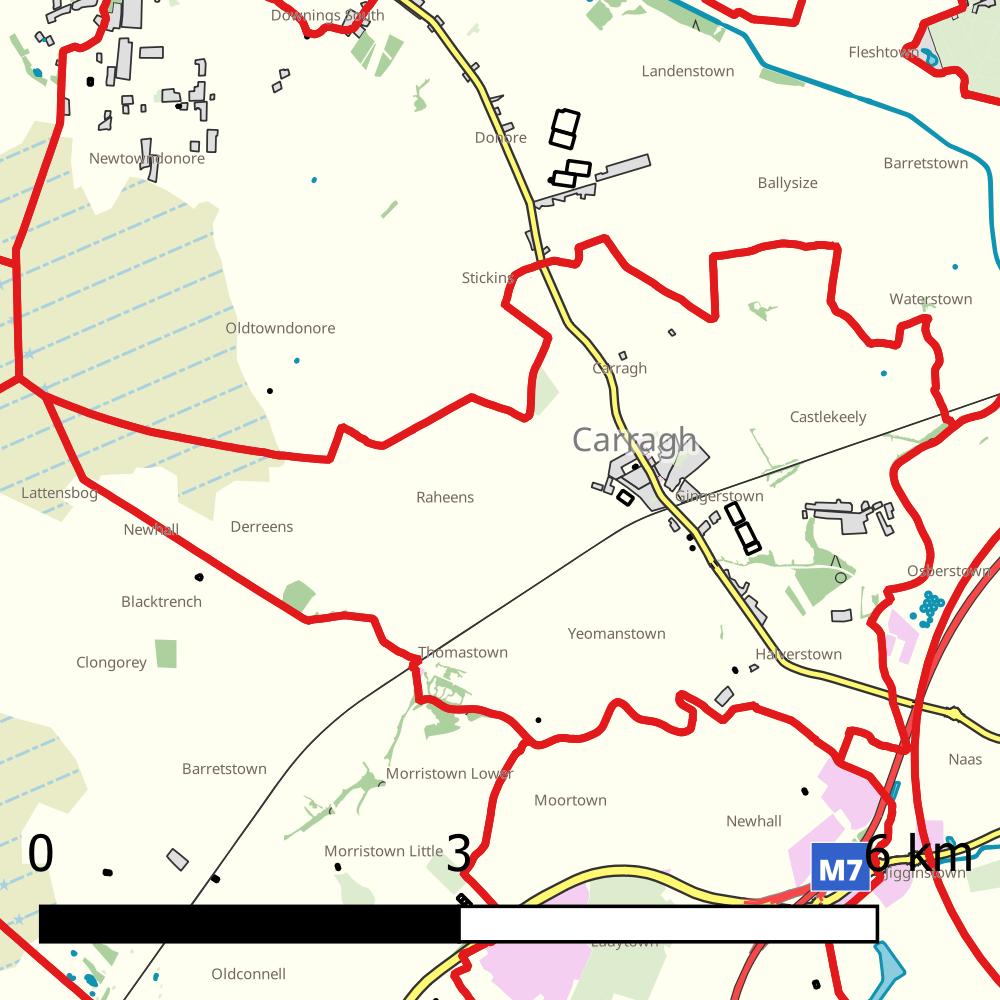 Downings South
Fleshtown
Landenstown
Donore
Newtowndonore
Barretstown
Ballysize
Stickins
Waterstown
Oldtowndonore
Carragh
Castlekeely
Carragh
Lattensbog
Raheens
Gingerstown
Newhall
Derreens
Osberstown
Blacktrench
Yeomanstown
Clongorey
Thomastown
Halverstown
Naas
Barretstown
Morristown Lower
Moortown
Newhall
Morristown Little
0
3
6 km
M7
Jigginstown
Ladytown
Oldconnell